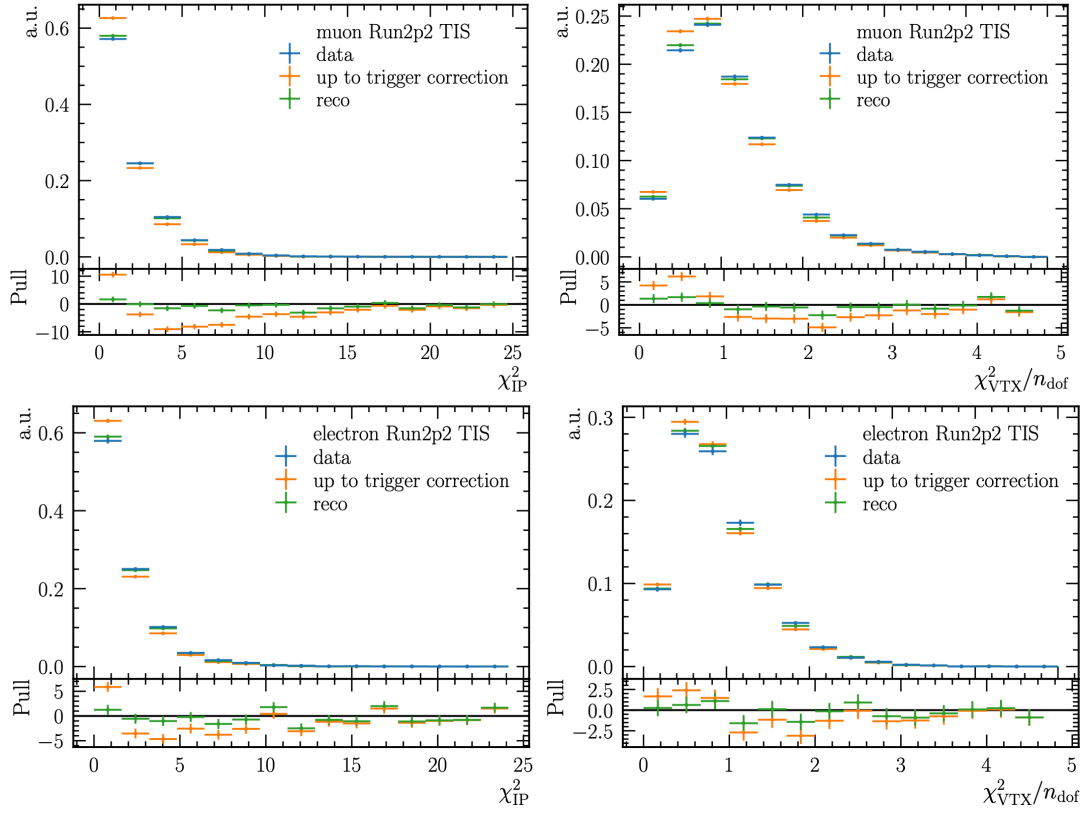 a.u.
0.6
0.4
0.2
0.0
muon Run2p2 TIS
data
up to trigger correction
reco
Pull
10
0
−10
0 5 10 15 20 25
χ²_IP
a.u.
0.25
0.20
0.15
0.10
0.05
0.00
muon Run2p2 TIS
data
up to trigger correction
reco
Pull
5
0
−5
0 1 2 3 4 5
χ²_VTX/n_dof
a.u.
0.6
0.4
0.2
0.0
electron Run2p2 TIS
data
up to trigger correction
reco
Pull
5
0
−5
0 5 10 15 20 25
χ²_IP
a.u.
0.3
0.2
0.1
0.0
electron Run2p2 TIS
data
up to trigger correction
reco
Pull
2.5
0.0
−2.5
0 1 2 3 4 5
χ²_VTX/n_dof